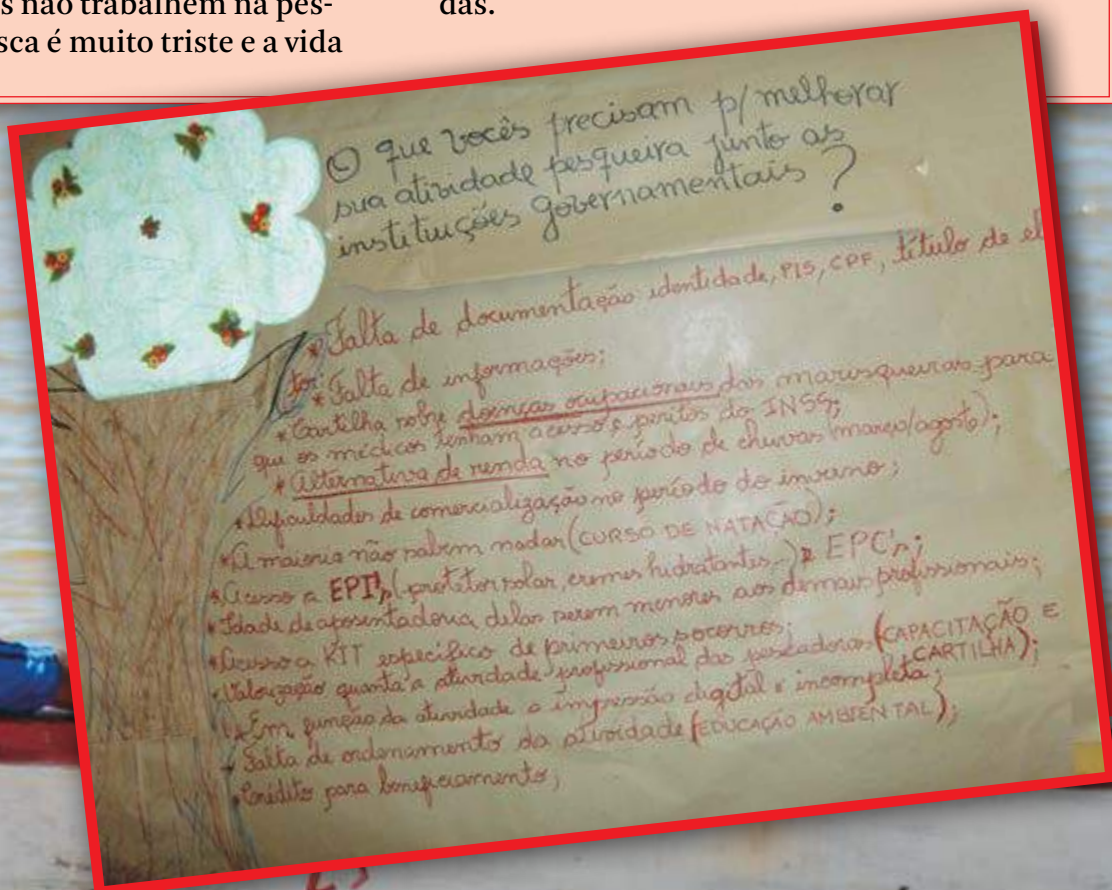 s não trabalhem na pes-
sca é muito triste e a vida
das.
O que vocês precisam p/ melhorar
sua atividade pesqueira junto as
instituições governamentais ?
* Falta de documentação identidade, PIS, CPF, título de el
tor.
* Falta de informações;
* Cartilha sobre doenças ocupacionais das marisqueiras para
que os médicos tenham acesso e peritos do INSS;
* Alternativa de renda no período de chuvas (março/agosto);
* Dificuldades de comercialização no período do inverno;
* A maioria não sabem nadar (CURSO DE NATAÇÃO);
* Acesso a EPI's (protetor solar, cremes hidratantes...) e EPC's;
* Idade de aposentadoria delas serem menores aos demais profissionais;
* Acesso a KIT específico de primeiros socorros;
* Valorização quanta a atividade profissional das pescadoras (CAPACITAÇÃO E
CARTILHA);
* Em função da atividade a impressão digital é incompleta;
* Falta de ordenamento da atividade (EDUCAÇÃO AMBIENTAL);
* Crédito para beneficiamento;